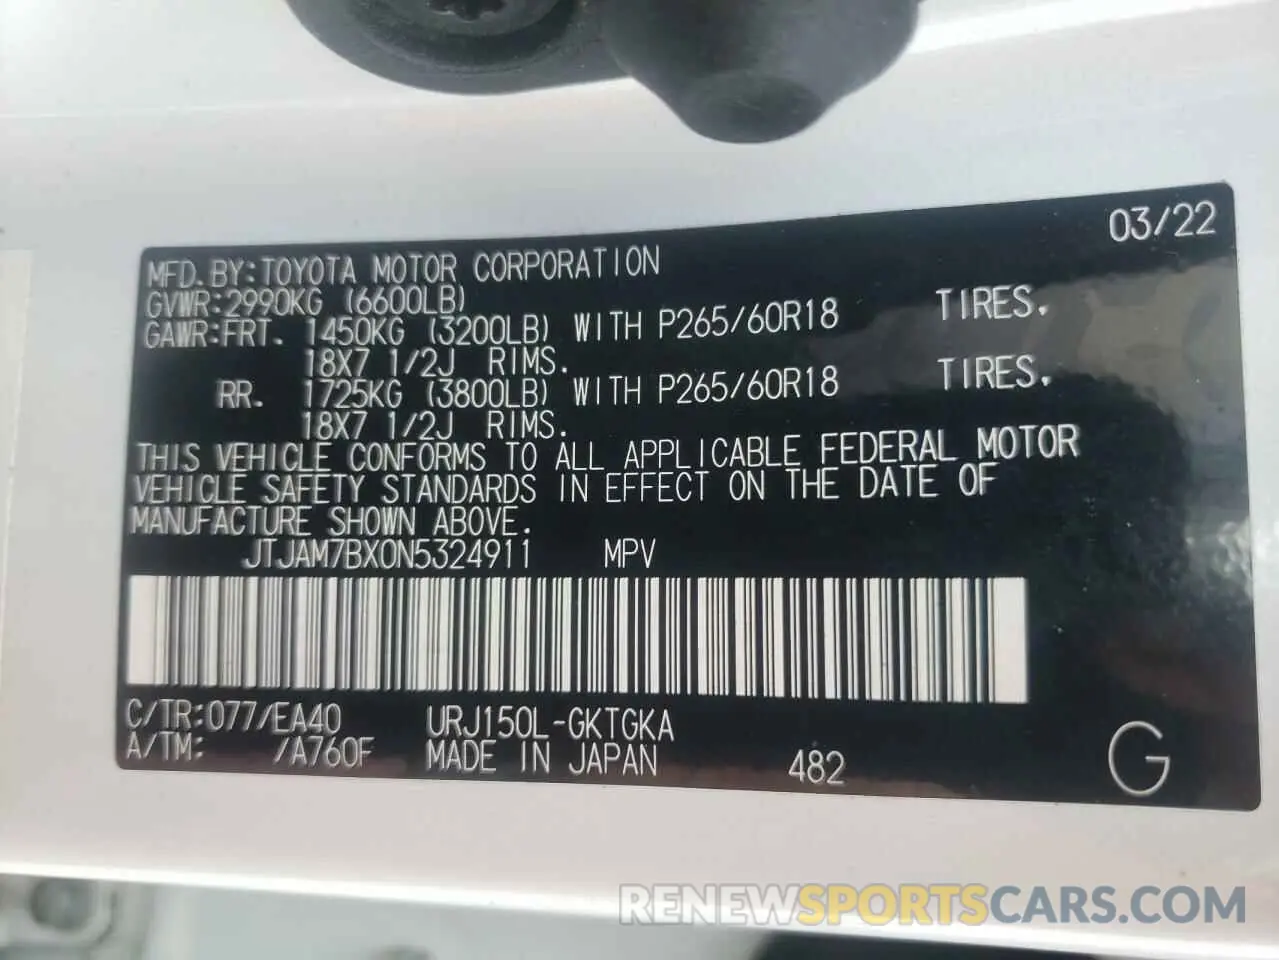 03/22
MFD.BY:TOYOTA MOTOR CORPORATION
GVWR:2990KG (6600LB)
GAWR:FRT. 1450KG (3200LB) WITH P265/60R18 TIRES.
18X7 1/2J RIMS.
RR. 1725KG (3800LB) WITH P265/60R18 TIRES.
18X7 1/2J RIMS.
THIS VEHICLE CONFORMS TO ALL APPLICABLE FEDERAL MOTOR
VEHICLE SAFETY STANDARDS IN EFFECT ON THE DATE OF
MANUFACTURE SHOWN ABOVE.
JTJAM7BX0N5324911 MPV
C/TR:077/EA40 URJ150L-GKTGKA
A/TM: /A760F MADE IN JAPAN 482 G
RENEWSPORTSCARS.COM